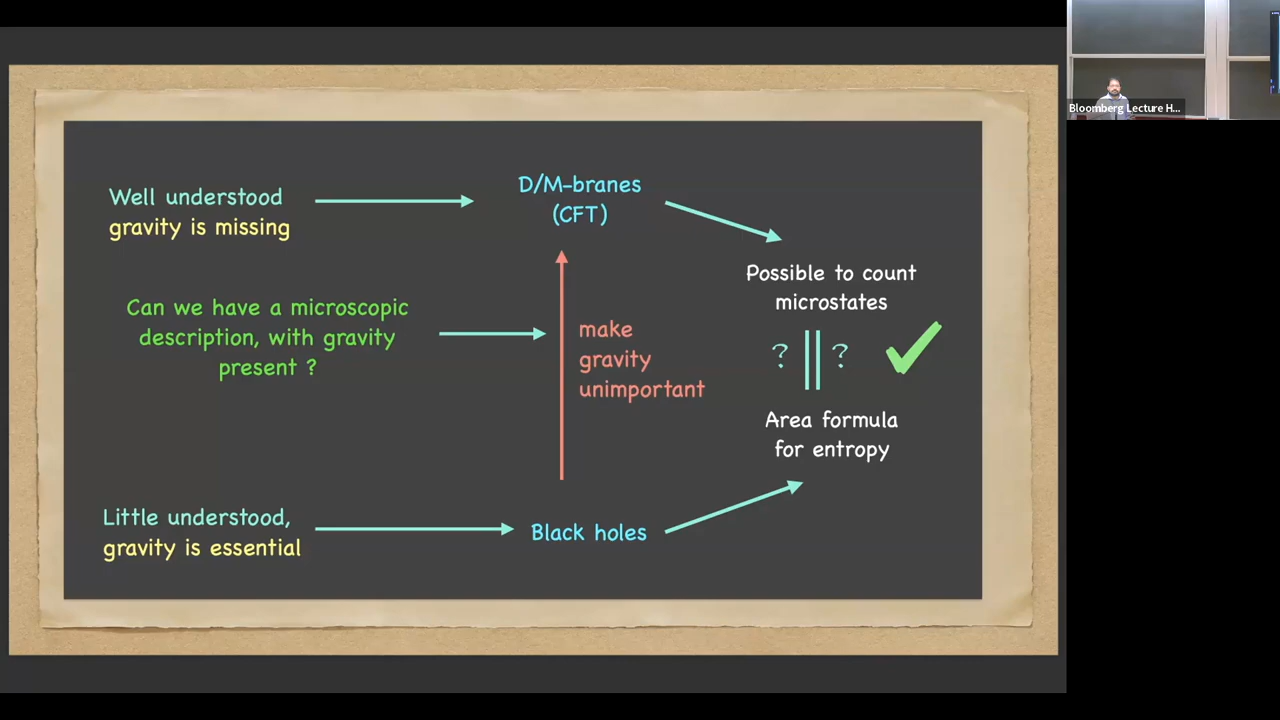 Well understood
gravity is missing
D/M-branes
(CFT)
Possible to count
microstates
Can we have a microscopic
description, with gravity
present ?
make
gravity
unimportant
? ?
Area formula
for entropy
Little understood,
gravity is essential
Black holes
Bloomberg Lecture H...